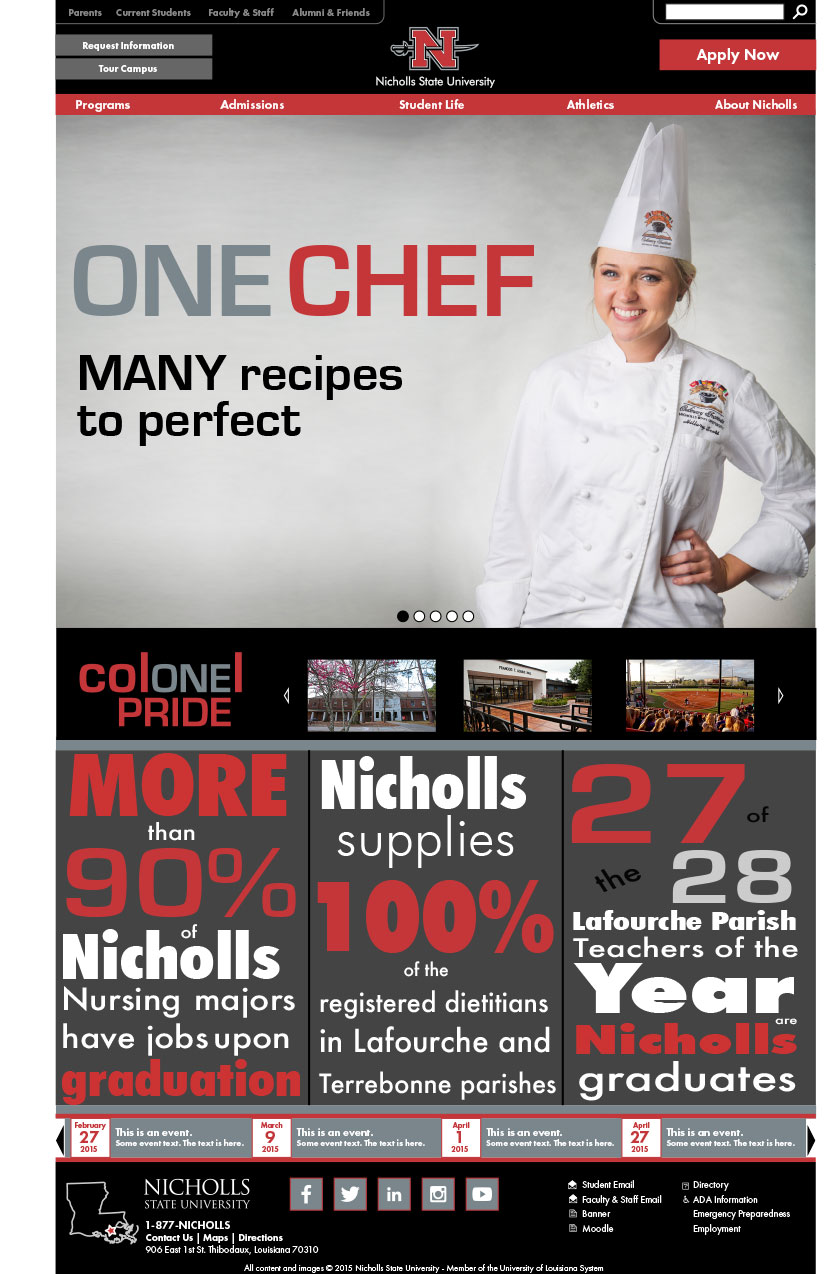 Parents Current Students Faculty & Staff Alumni & Friends
Request Information
Tour Campus
N
Nicholls State University
Apply Now
Programs Admissions Student Life Athletics About Nicholls
ONE CHEF
MANY recipes
to perfect
colONEl
PRIDE
MORE
than
90%
of
Nicholls
Nursing majors
have jobs upon
graduation
Nicholls
supplies
100%
of the
registered dietitians
in Lafourche and
Terrebonne parishes
27
of
the 28
Lafourche Parish
Teachers of the
Year
are
Nicholls
graduates
February
27
2015
This is an event.
Some event text. The text is here.
March
9
2015
This is an event.
Some event text. The text is here.
April
1
2015
This is an event.
Some event text. The text is here.
April
27
2015
This is an event.
Some event text. The text is here.
NICHOLLS
STATE UNIVERSITY
1-877-NICHOLLS
Contact Us | Maps | Directions
906 East 1st St. Thibodaux, Louisiana 70310
Student Email
Faculty & Staff Email
Banner
Moodle
Directory
ADA Information
Emergency Preparedness
Employment
All content and images © 2015 Nicholls State University - Member of the University of Louisiana System